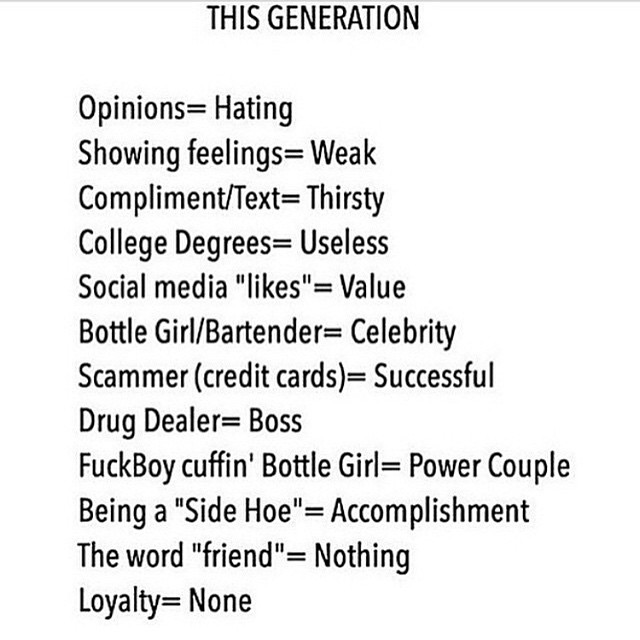 THIS GENERATION
Opinions= Hating
Showing feelings= Weak
Compliment/Text= Thirsty
College Degrees= Useless
Social media "likes"= Value
Bottle Girl/Bartender= Celebrity
Scammer (credit cards)= Successful
Drug Dealer= Boss
FuckBoy cuffin' Bottle Girl= Power Couple
Being a "Side Hoe"= Accomplishment
The word "friend"= Nothing
Loyalty= None